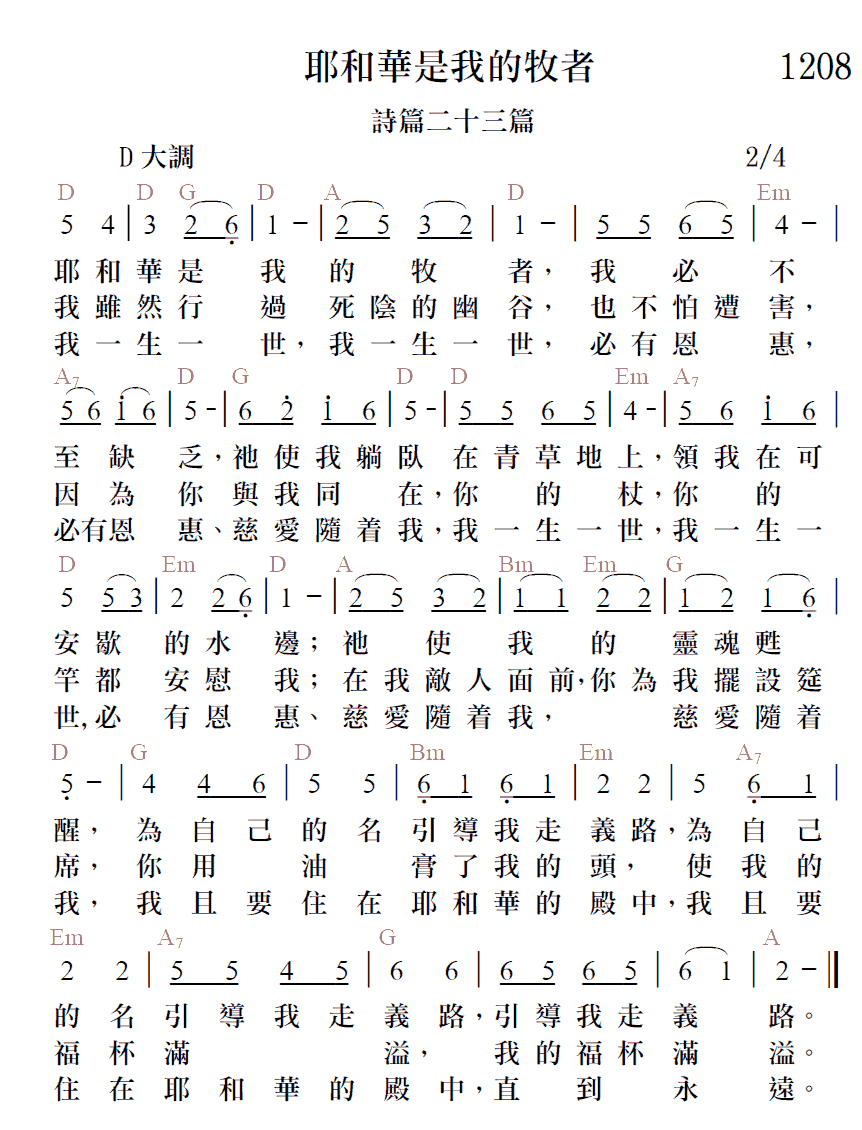 耶和華是我的牧者 1208
詩篇二十三篇
D 大調 2/4
D D G D A D Em
5 4 | 3 2 6̣ | 1 – | 2 5 3 2 | 1 – | 5 5 6 5 | 4 – |
耶和華是 我 的 牧 者， 我 必 不
我雖然行 過 死陰的幽谷， 也不怕遭害，
我一生一 世，我一生一世， 必有恩 惠，
A7 D G D D Em A7
5 6 i 6 | 5 - | 6 2̇ i 6 | 5 - | 5 5 6 5 | 4 - | 5 6 i 6 |
至 缺 乏，祂使我躺臥 在青草地上，領我在可
因 為 你 與我同 在，你 的 杖，你 的
必有恩 惠、慈愛隨着我，我一生一世，我一生一
D Em D A Bm Em G
5 5 3 | 2 2 6̣ | 1 – | 2 5 3 2 | 1 1 2 2 | 1 2 1 6̣ |
安 歇 的水 邊；祂 使 我 的 靈魂甦
竿 都 安慰 我；在我敵人面前，你為我擺設筵
世，必 有恩 惠、慈愛隨着我， 慈愛隨着
D G D Bm Em A7
5̣ – | 4 4 6 | 5 5 | 6̣ 1 6̣ 1 | 2 2 | 5 6̣ 1 |
醒，為自己的名引導我走義路，為自己
席，你用 油 膏了我的頭， 使我的
我，我且要住在耶和華的殿中，我且要
Em A7 G A
2 2 | 5 5 4 5 | 6 6 | 6 5 6 5 | 6 1 | 2 – ‖
的名引導我走義路，引導我走義 路。
福杯滿 溢， 我的福杯滿 溢。
住在耶和華的殿中，直 到 永 遠。